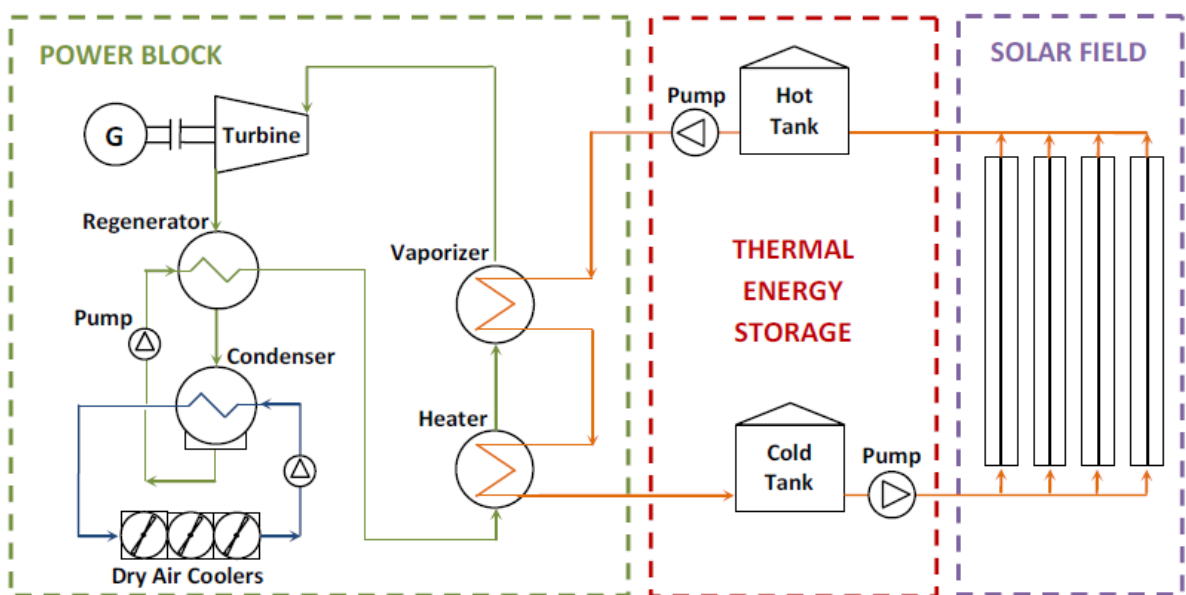 POWER BLOCK
G
Turbine
Regenerator
Pump
Condenser
Dry Air Coolers
Vaporizer
Heater
Pump
Hot
Tank
THERMAL
ENERGY
STORAGE
Cold
Tank
Pump
SOLAR FIELD